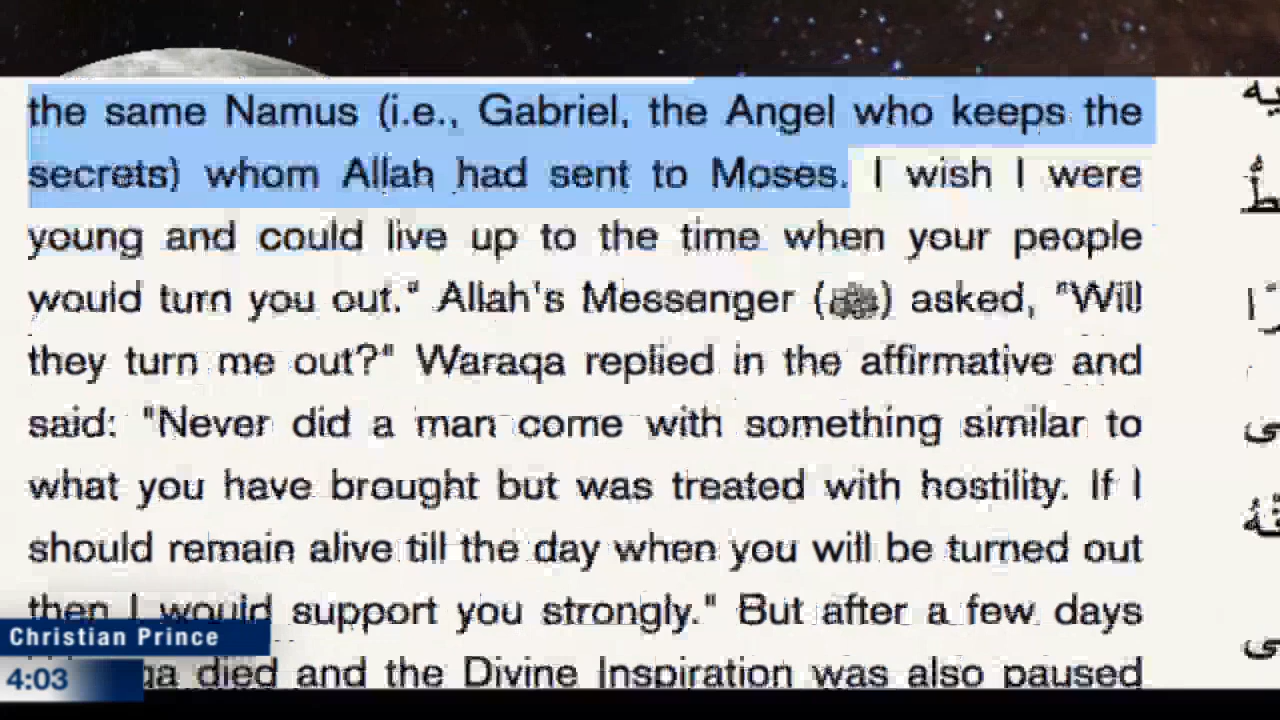 the same Namus (i.e., Gabriel, the Angel who keeps the
secrets) whom Allah had sent to Moses. I wish I were
young and could live up to the time when your people
would turn you out." Allah's Messenger (ﷺ) asked, "Will
they turn me out?" Waraqa replied in the affirmative and
said: "Never did a man come with something similar to
what you have brought but was treated with hostility. If I
should remain alive till the day when you will be turned out
then I would support you strongly." But after a few days
died and the Divine Inspiration was also paused
Christian Prince
4:03